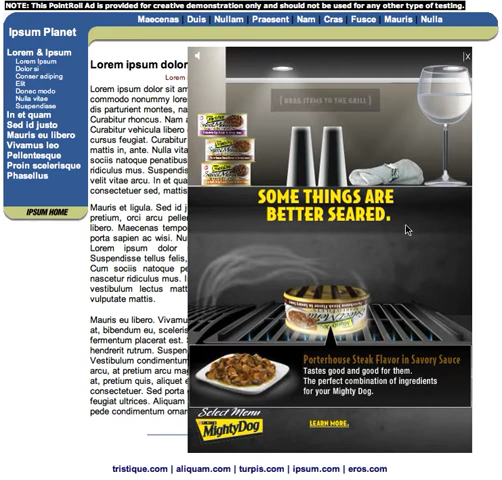 NOTE: This PointRoll Ad is provided for creative demonstration only and should not be used for any other type of testing.
Maecenas | Duis | Nullam | Praesent | Nam | Cras | Fusce | Mauris | Nulla
Ipsum Planet
Lorem & Ipsum
Lorem Ipsum
Dolor si
Conser adiping
Elit
Donec modo
Nulla vitae
Suspendisse
In et quam
Sed id justo
Mauris eu libero
Vivamus leo
Pellentesque
Proin scelerisque
Phasellus
IPSUM HOME
Lorem ipsum dolor
Lorem
Lorem ipsum dolor sit am
commodo nonummy lore
dis parturient montes, na
Curabitur rhoncus. Nam a
Curabitur vehicula libero
mattis in, ante. Nulla vita
sociis natoque penatibus
ridiculus mus. Suspendis
velit vitae arcu. In et qua
consectetuer sed, mattis
Mauris et ligula. Sed id j
pretium, orci arcu pellen
libero. Maecenas tempo
porta sapien ac wisi. Nu
Lorem ipsum dolor
Suspendisse tellus felis,
Cum sociis natoque pe
nascetur ridiculus mus. I
vestibulum lectus matt
vulputate mattis.
Mauris eu libero. Vivamu
at, bibendum eu, sceleris
fermentum placerat est. S
hendrerit rutrum. Suspen
Vestibulum condimentum
arcu, at pretium arcu mag
at, pretium quis, aliquet e
consectetuer. Sed porta
feugiat ultrices. Aliquam
pede condimentum ornar
X
[ DRAG ITEMS TO THE GRILL ]
SOME THINGS ARE
BETTER SEARED.
Porterhouse Steak Flavor in Savory Sauce
Tastes good and good for them.
The perfect combination of ingredients
for your Mighty Dog.
Select Menu
MightyDog
LEARN MORE.
tristique.com | aliquam.com | turpis.com | ipsum.com | eros.com